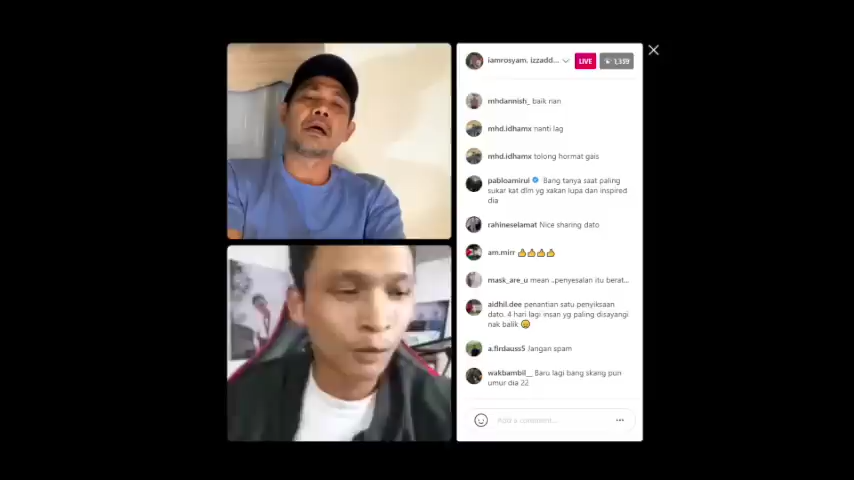 iamrosyam, izzadd...
LIVE
1,359
mhdannish_ baik nan
mhd.idhamx nanti lag
mhd.idhamx tolong hormat gais
pabloamirul Bang tanya saat paling
sukar kat dlm yg xakan lupa dan inspired
dia
rahineselamat Nice sharing dato
am.mirr 👍👍👍👍
mask_are_u mean ..penyesalan itu berat...
aidhil.dee penantian satu penyiksaan
dato. 4 hari lagi insan yg paling disayangi
nak balik
a.firdauss5 Jangan spam
wakbambil__ Baru lagi bang skang pun
umur dia 22
Add a comment...